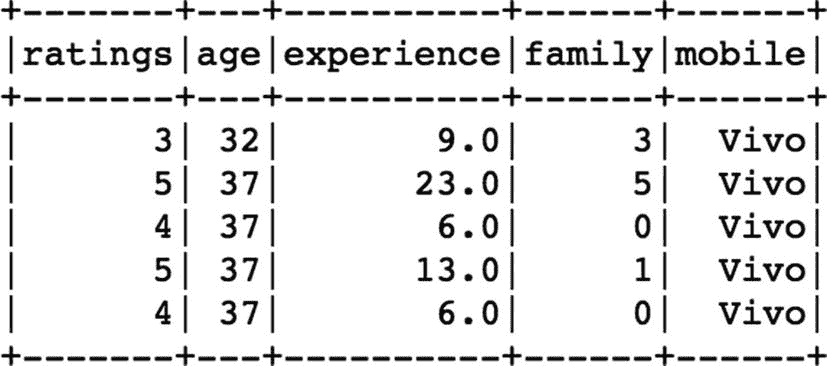 +-------+---+----------+------+------+
|ratings|age|experience|family|mobile|
+-------+---+----------+------+------+
|      3| 32|       9.0|     3|  Vivo|
|      5| 37|      23.0|     5|  Vivo|
|      4| 37|       6.0|     0|  Vivo|
|      5| 37|      13.0|     1|  Vivo|
|      4| 37|       6.0|     0|  Vivo|
+-------+---+----------+------+------+